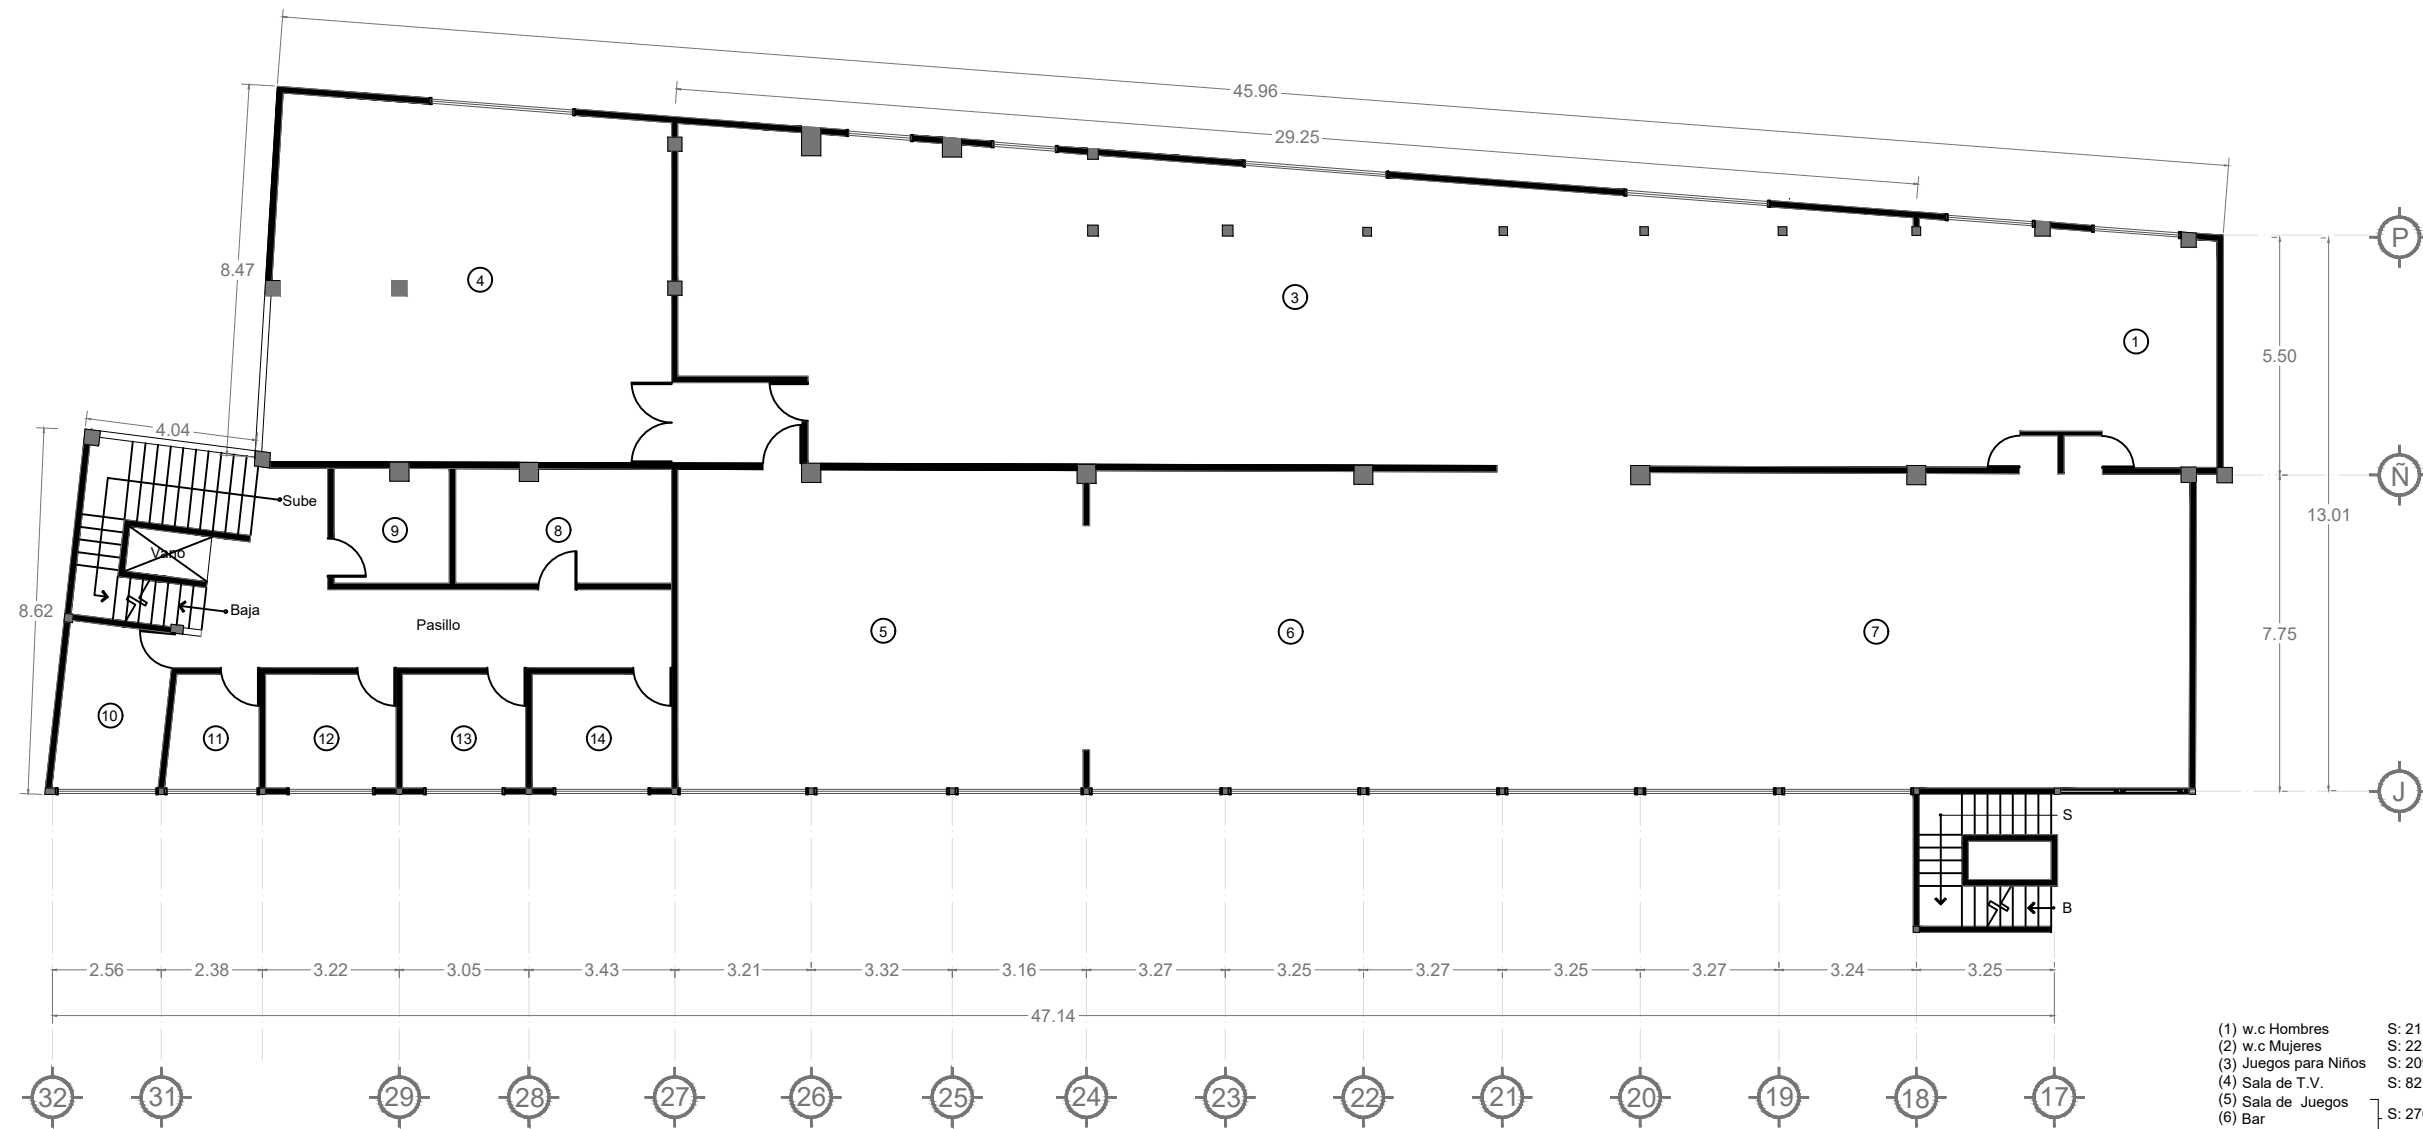 45.96
29.25
8.47
4
3
1
P
5.50
4.04
Sube
9
8
Ñ
13.01
Vano
8.62
Baja
Pasillo
5
6
7
7.75
10
11
12
13
14
J
S
B
2.56 2.38 3.22 3.05 3.43 3.21 3.32 3.16 3.27 3.25 3.27 3.25 3.27 3.24 3.25
47.14
(1) w.c Hombres S: 21
(2) w.c Mujeres S: 22
(3) Juegos para Niños S: 20
(4) Sala de T.V. S: 82
(5) Sala de Juegos
(6) Bar S: 27
32 31 29 28 27 26 25 24 23 22 21 20 19 18 17